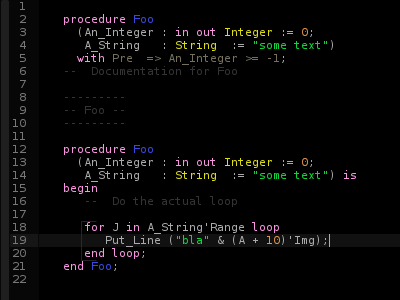 1
2 procedure Foo
3 (An_Integer : in out Integer := 0;
4 A_String : String := "some text")
5 with Pre => An_Integer >= -1;
6 -- Documentation for Foo
7
8 ---------
9 -- Foo --
10 ---------
11
12 procedure Foo
13 (An_Integer : in out Integer := 0;
14 A_String : String := "some text") is
15 begin
16 -- Do the actual loop
17
18 for J in A_String'Range loop
19 Put_Line ("bla" & (A + 10)'Img);
20 end loop;
21 end Foo;
22